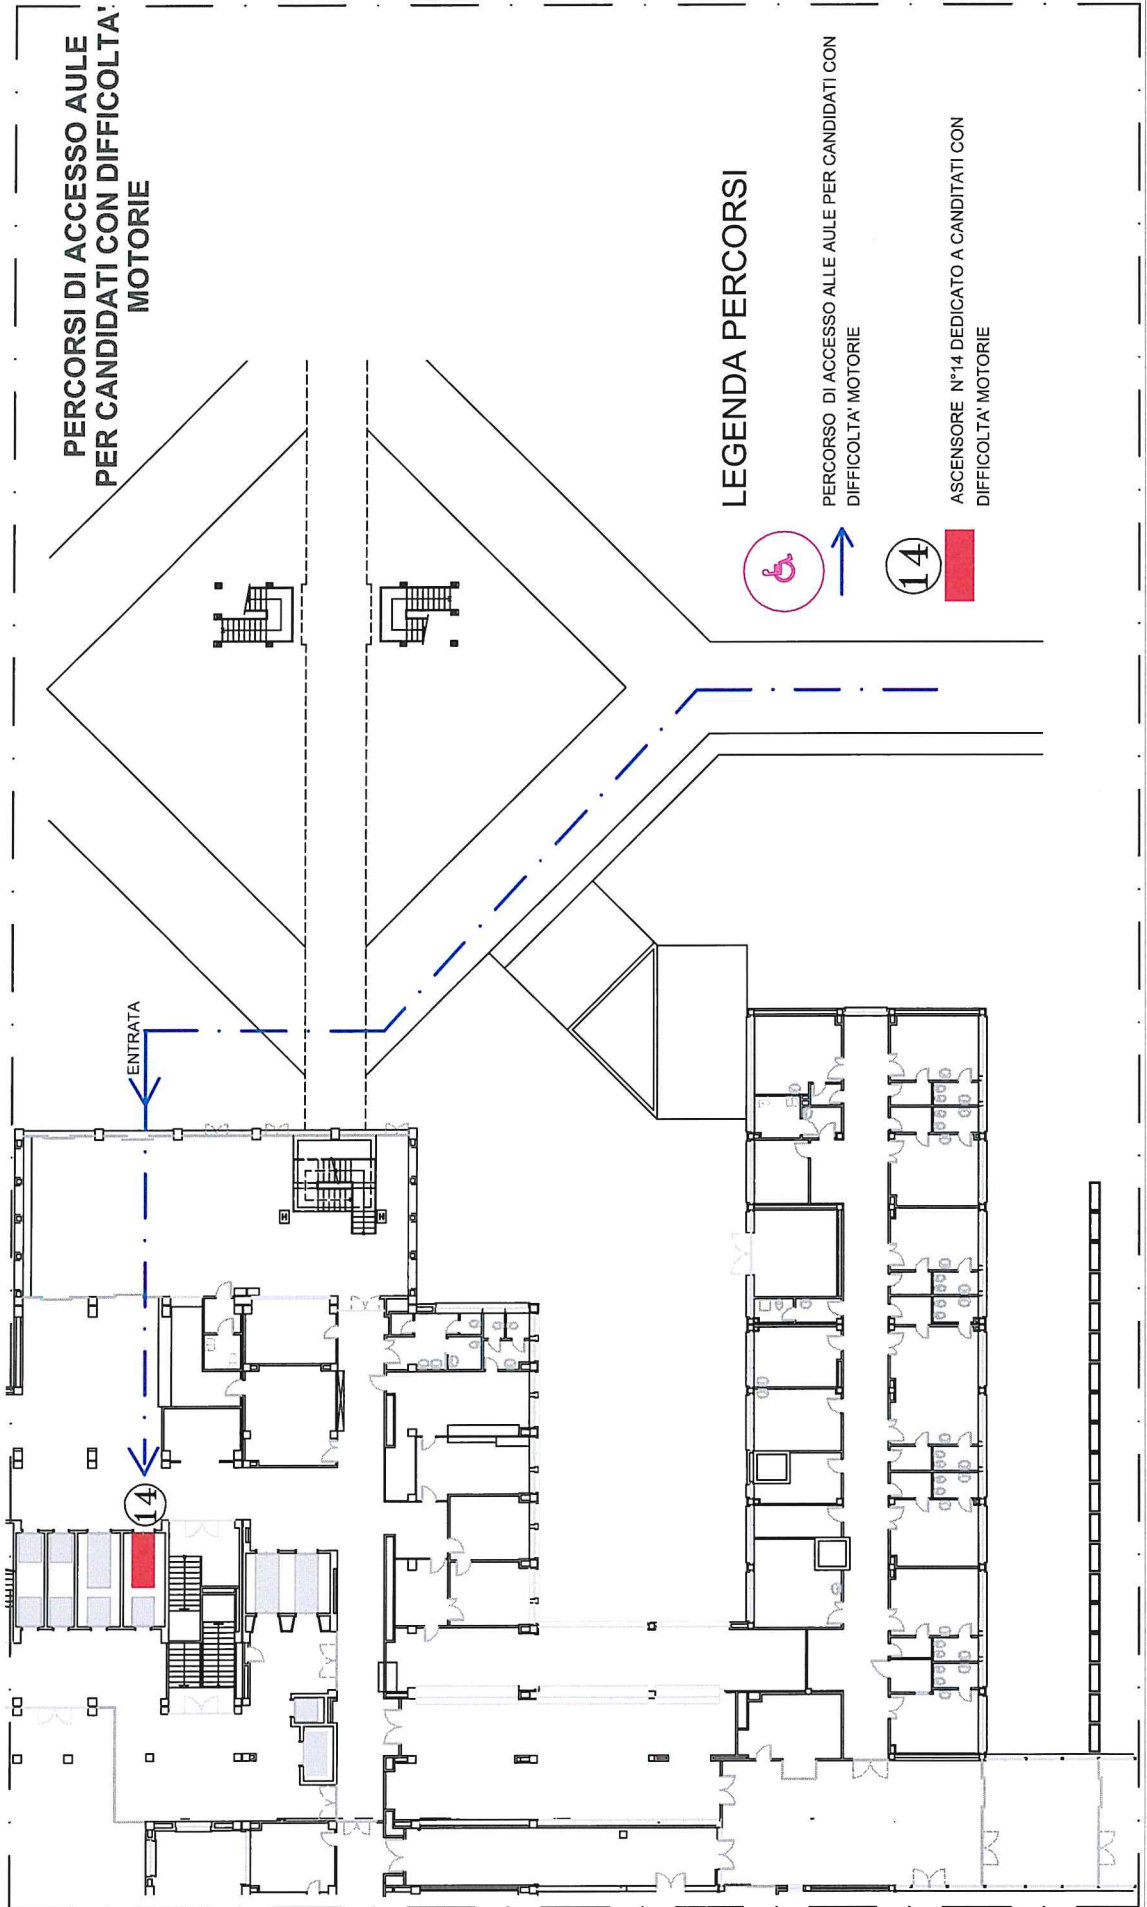 PERCORSI DI ACCESSO AULE
PER CANDIDATI CON DIFFICOLTA'
MOTORIE
ENTRATA
14
LEGENDA PERCORSI
PERCORSO DI ACCESSO ALLE AULE PER CANDIDATI CON
DIFFICOLTA' MOTORIE
14
ASCENSORE N°14 DEDICATO A CANDITATI CON
DIFFICOLTA' MOTORIE